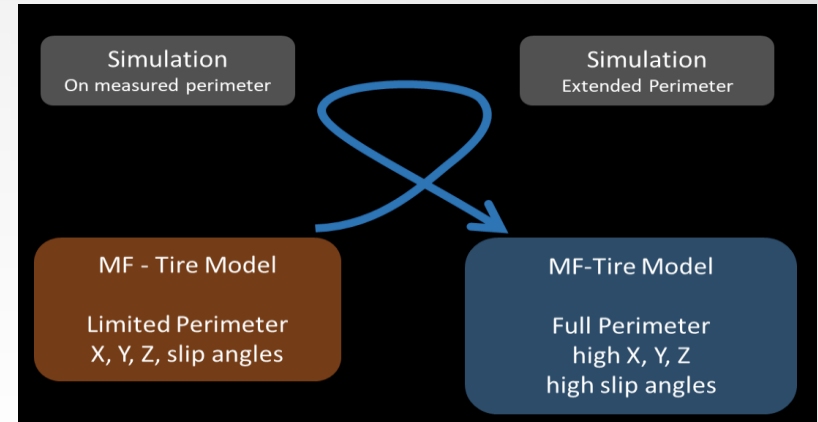 Simulation
On measured perimeter
Simulation
Extended Perimeter
MF - Tire Model
Limited Perimeter
X, Y, Z, slip angles
MF-Tire Model
Full Perimeter
high X, Y, Z
high slip angles